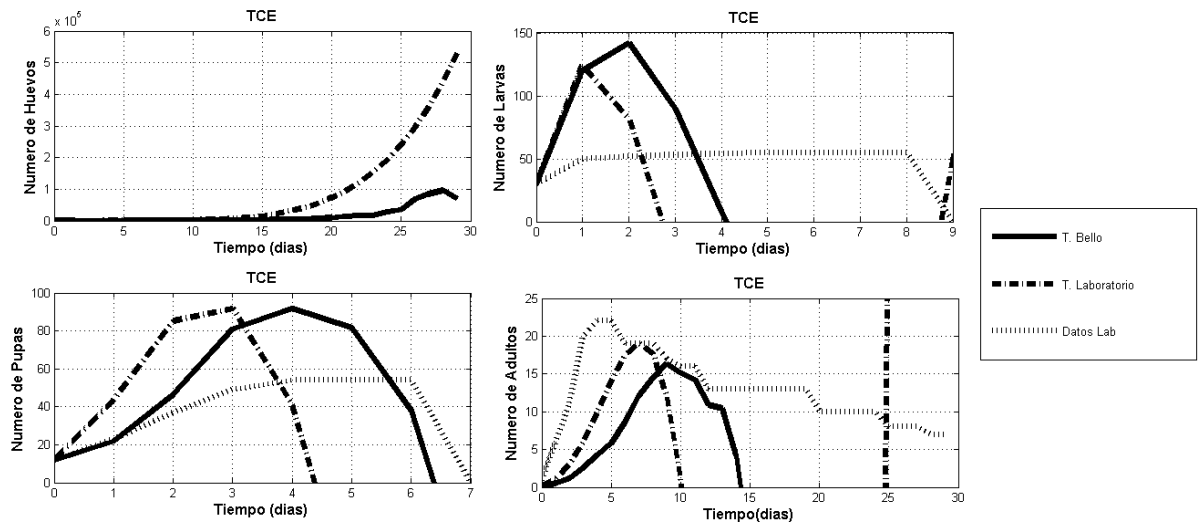 TCE
x 10⁵
6
5
4
3
2
1
0
Numero de Huevos
0 5 10 15 20 25 30
Tiempo (dias)
TCE
150
100
50
0
Numero de Larvas
0 1 2 3 4 5 6 7 8 9
Tiempo (dias)
TCE
100
80
60
40
20
0
Numero de Pupas
0 1 2 3 4 5 6 7
Tiempo (dias)
TCE
25
20
15
10
5
0
Numero de Adultos
0 5 10 15 20 25 30
Tiempo(dias)
T. Bello
T. Laboratorio
Datos Lab